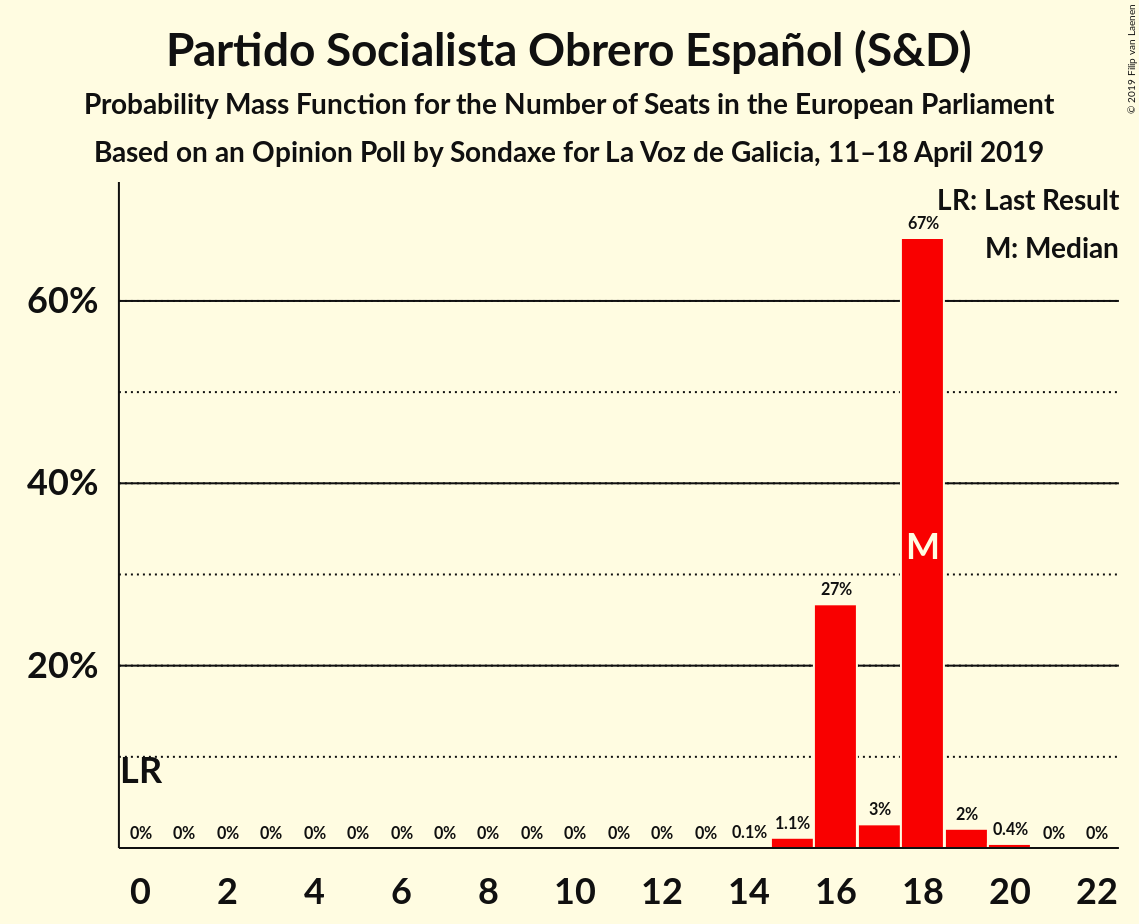 Partido Socialista Obrero Español (S&D)
Probability Mass Function for the Number of Seats in the European Parliament
Based on an Opinion Poll by Sondaxe for La Voz de Galicia, 11–18 April 2019
© 2019 Filip van Laenen
LR: Last Result
M: Median
67%
60%
40%
M
27%
20%
LR
0% 0% 0% 0% 0% 0% 0% 0% 0% 0% 0% 0% 0% 0% 0.1% 1.1% 3% 2% 0.4% 0% 0%
0 2 4 6 8 10 12 14 16 18 20 22